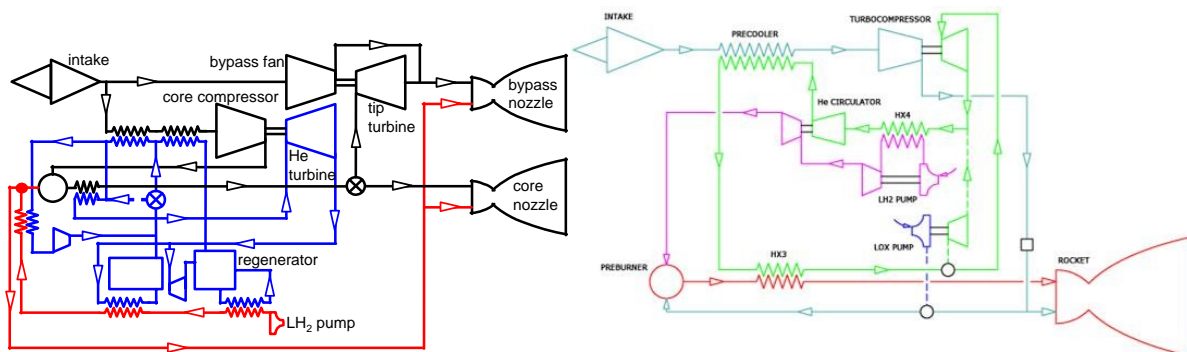 intake
bypass fan
core compressor
tip
turbine
He
turbine
bypass
nozzle
core
nozzle
regenerator
LH2 pump
INTAKE
PRECOOLER
TURBOCOMPRESSOR
He CIRCULATOR
HX4
LH2 PUMP
LOX PUMP
PREBURNER
HX3
ROCKET